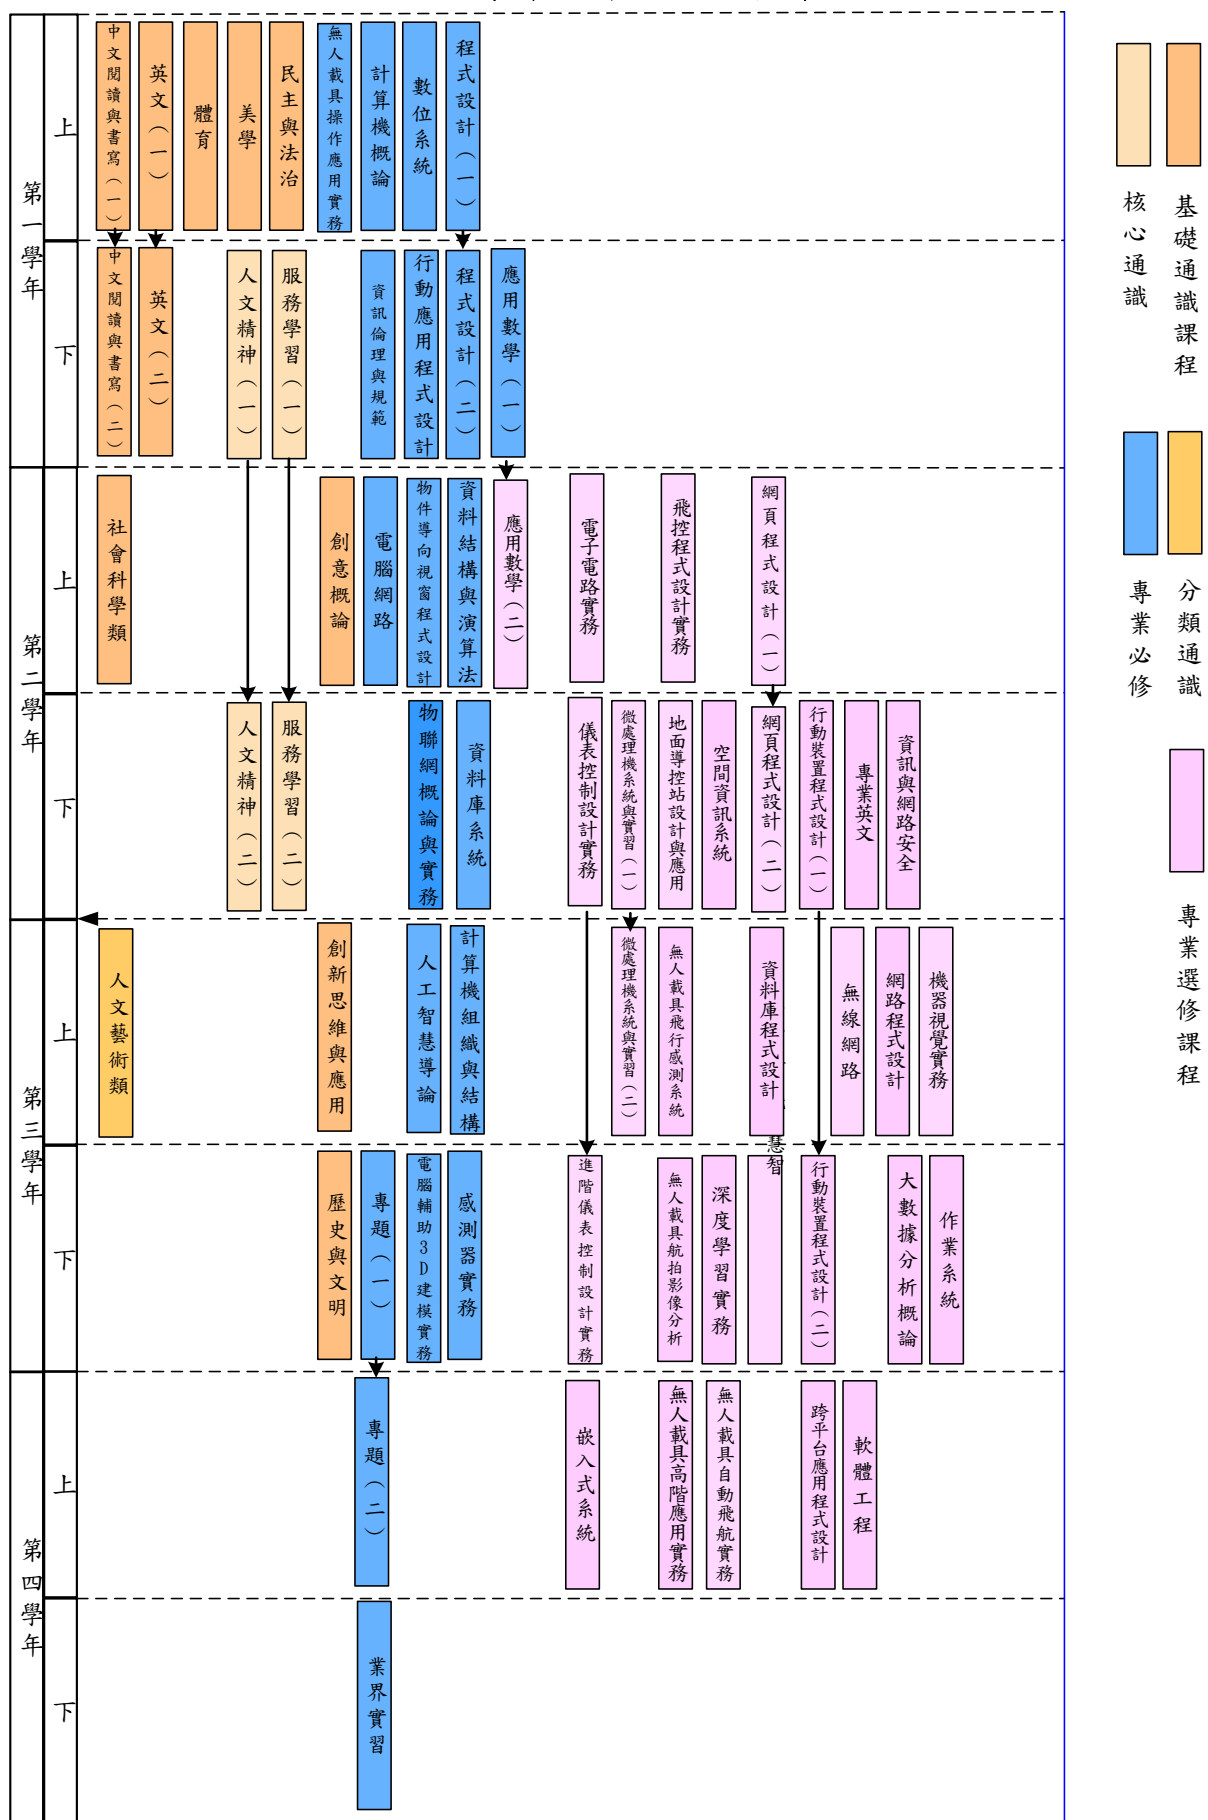 第一學年
上
中文閱讀與書寫(一)
英文(一)
體育
美學
民主與法治
無人載具操作應用實務
計算機概論
數位系統
程式設計(一)
下
中文閱讀與書寫(二)
英文(二)
人文精神(一)
服務學習(一)
資訊倫理與規範
行動應用程式設計
程式設計(二)
應用數學(一)
第二學年
上
社會科學類
創意概論
電腦網路
物件導向視窗程式設計
資料結構與演算法
應用數學(二)
電子電路實務
飛控程式設計實務
網頁程式設計(一)
下
人文精神(二)
服務學習(二)
物聯網概論與實務
資料庫系統
儀表控制設計實務
微處理機系統與實習(一)
地面導控站設計與應用
空間資訊系統
網頁程式設計(二)
行動裝置程式設計(一)
專業英文
資訊與網路安全
第三學年
上
人文藝術類
創新思維與應用
人工智慧導論
計算機組織與結構
微處理機系統與實習(二)
無人載具飛行感測系統
資料庫程式設計
無線網路
網路程式設計
機器視覺實務
下
歷史與文明
專題(一)
電腦輔助3D建模實務
感測器實務
進階儀表控制設計實務
無人載具航拍影像分析
深度學習實務
慧智
行動裝置程式設計(二)
大數據分析概論
作業系統
第四學年
上
專題(二)
嵌入式系統
無人載具高階應用實務
無人載具自動飛航實務
跨平台應用程式設計
軟體工程
下
業界實習
核心通識
基礎通識課程
專業必修
分類通識
專業選修課程